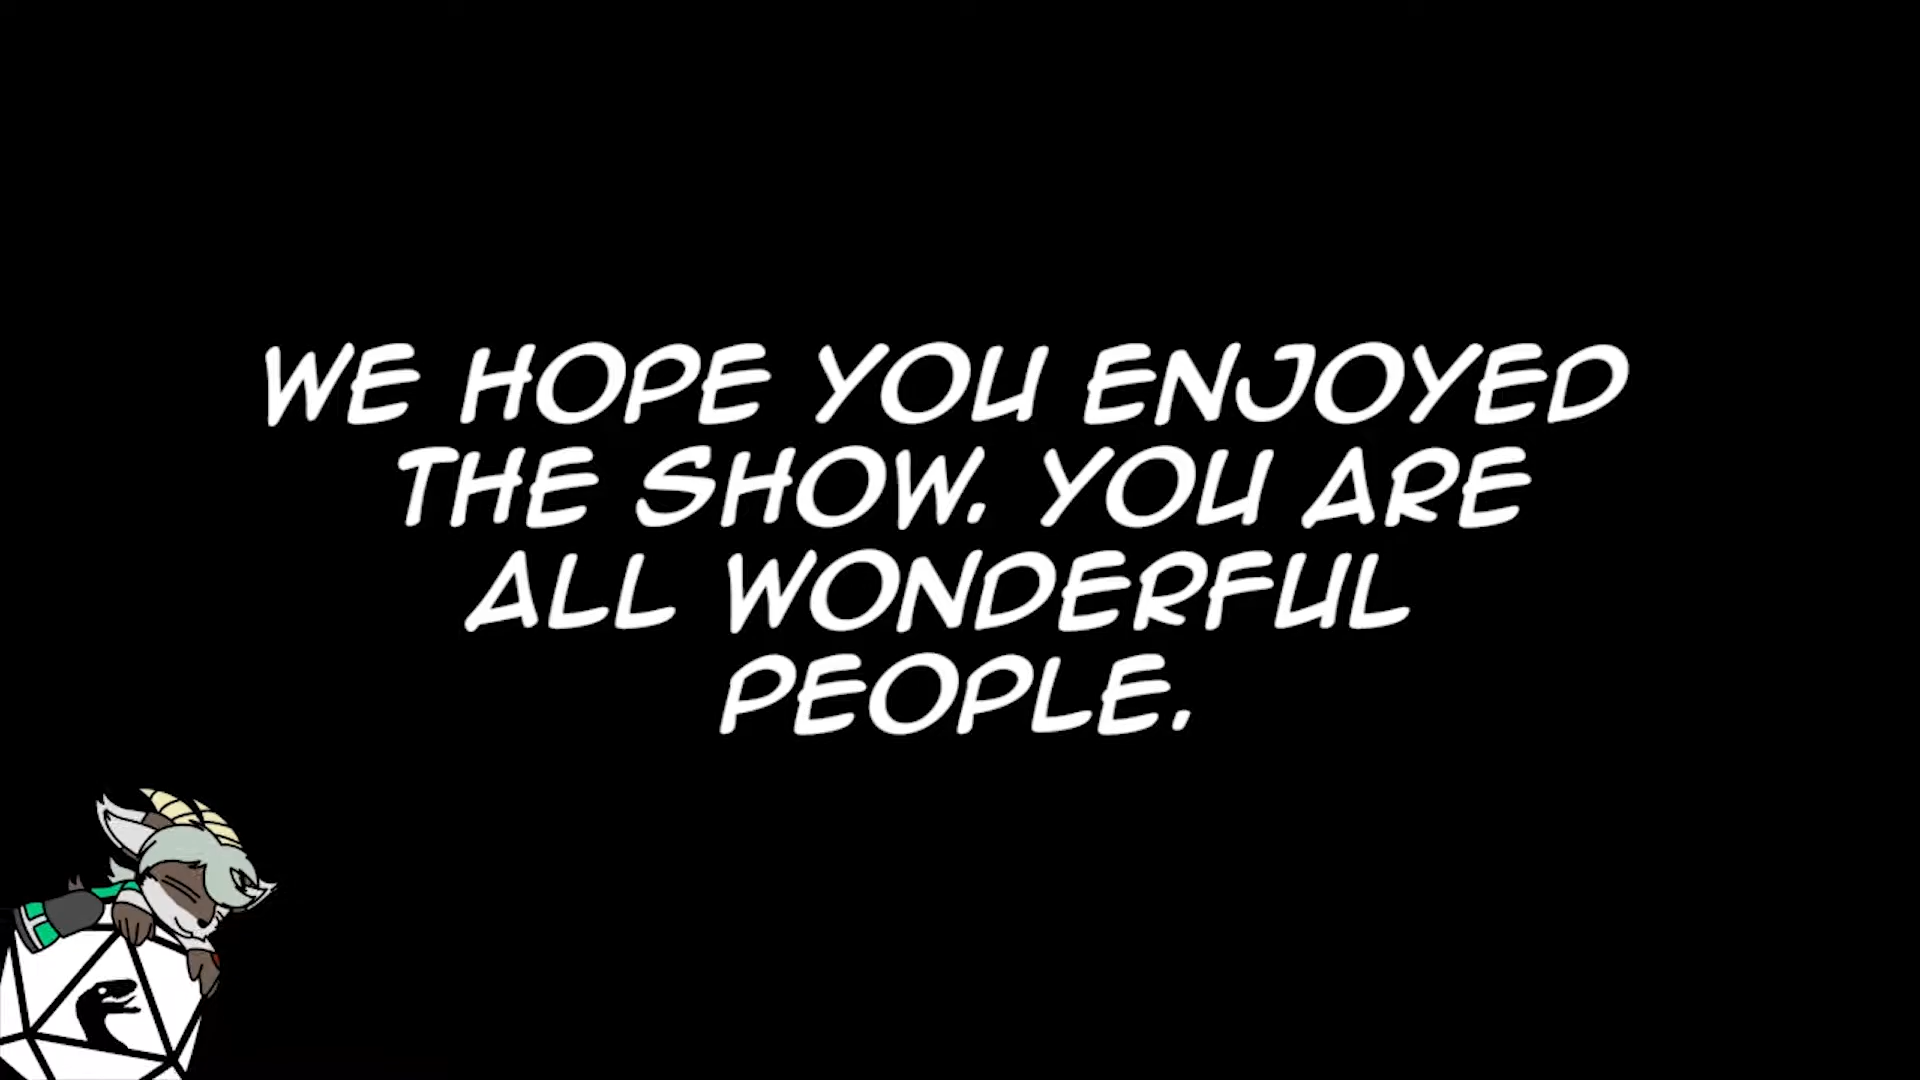 WE HOPE YOU ENJOYED
THE SHOW. YOU ARE
ALL WONDERFUL
PEOPLE.